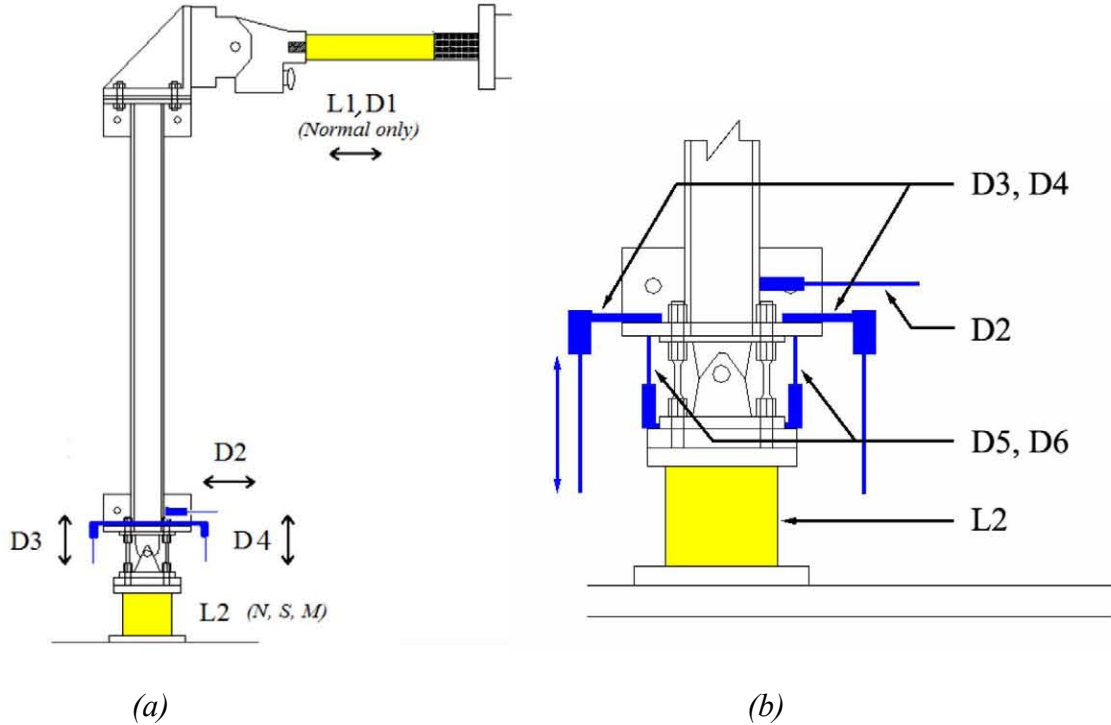 L1, D1
(Normal only)
D2
D3
D4
L2 (N, S, M)
(a)
D3, D4
D2
D5, D6
L2
(b)